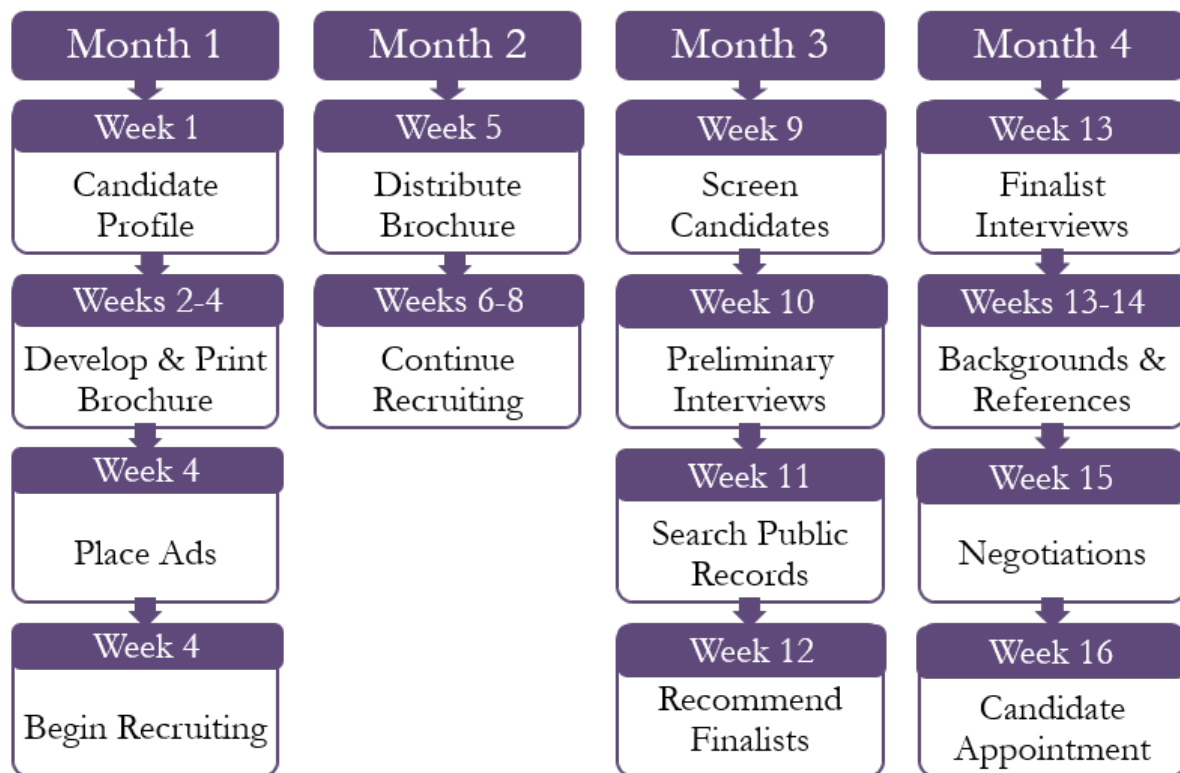 Month 1
Week 1
Candidate
Profile
Weeks 2-4
Develop & Print
Brochure
Week 4
Place Ads
Week 4
Begin Recruiting
Month 2
Week 5
Distribute
Brochure
Weeks 6-8
Continue
Recruiting
Month 3
Week 9
Screen
Candidates
Week 10
Preliminary
Interviews
Week 11
Search Public
Records
Week 12
Recommend
Finalists
Month 4
Week 13
Finalist
Interviews
Weeks 13-14
Backgrounds &
References
Week 15
Negotiations
Week 16
Candidate
Appointment